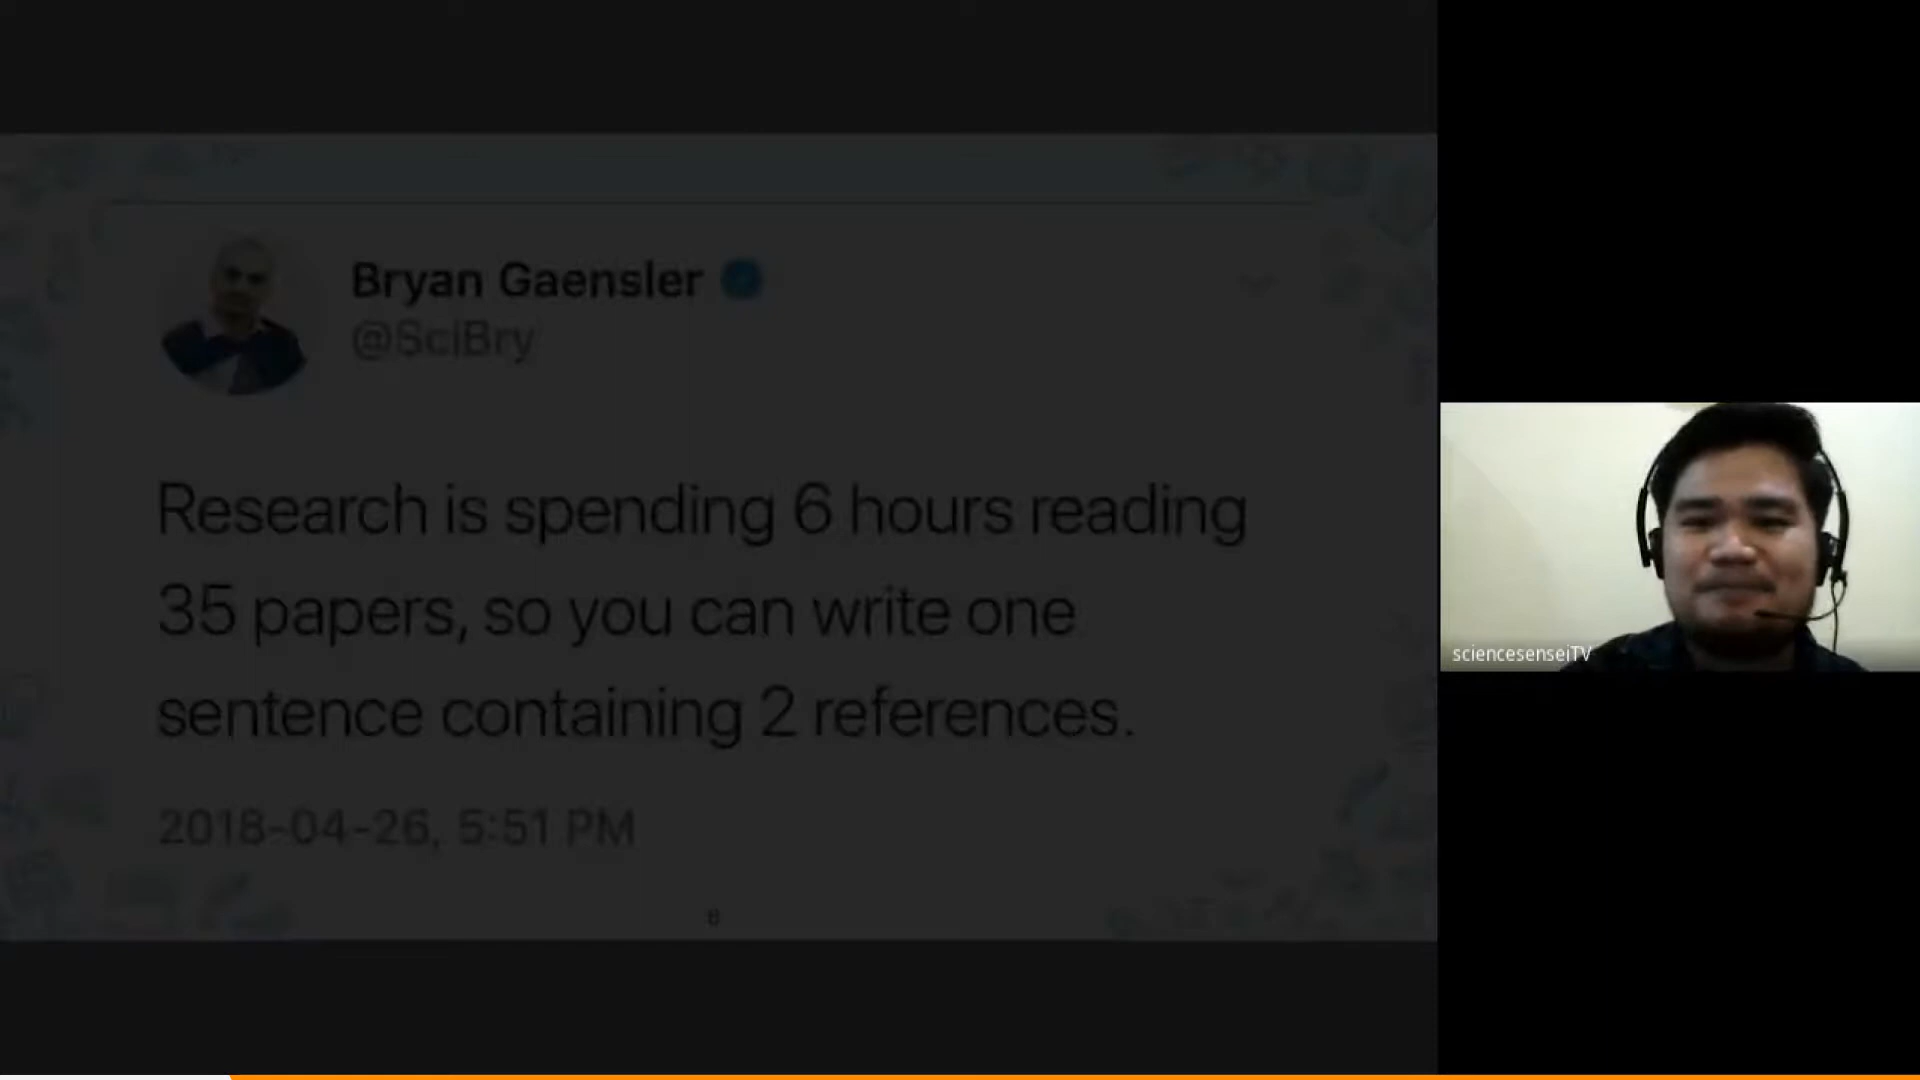 Bryan Gaensler
@SciBry
Research is spending 6 hours reading
35 papers, so you can write one
sentence containing 2 references.
2018-04-26, 5:51 PM
sciencesenseiTV